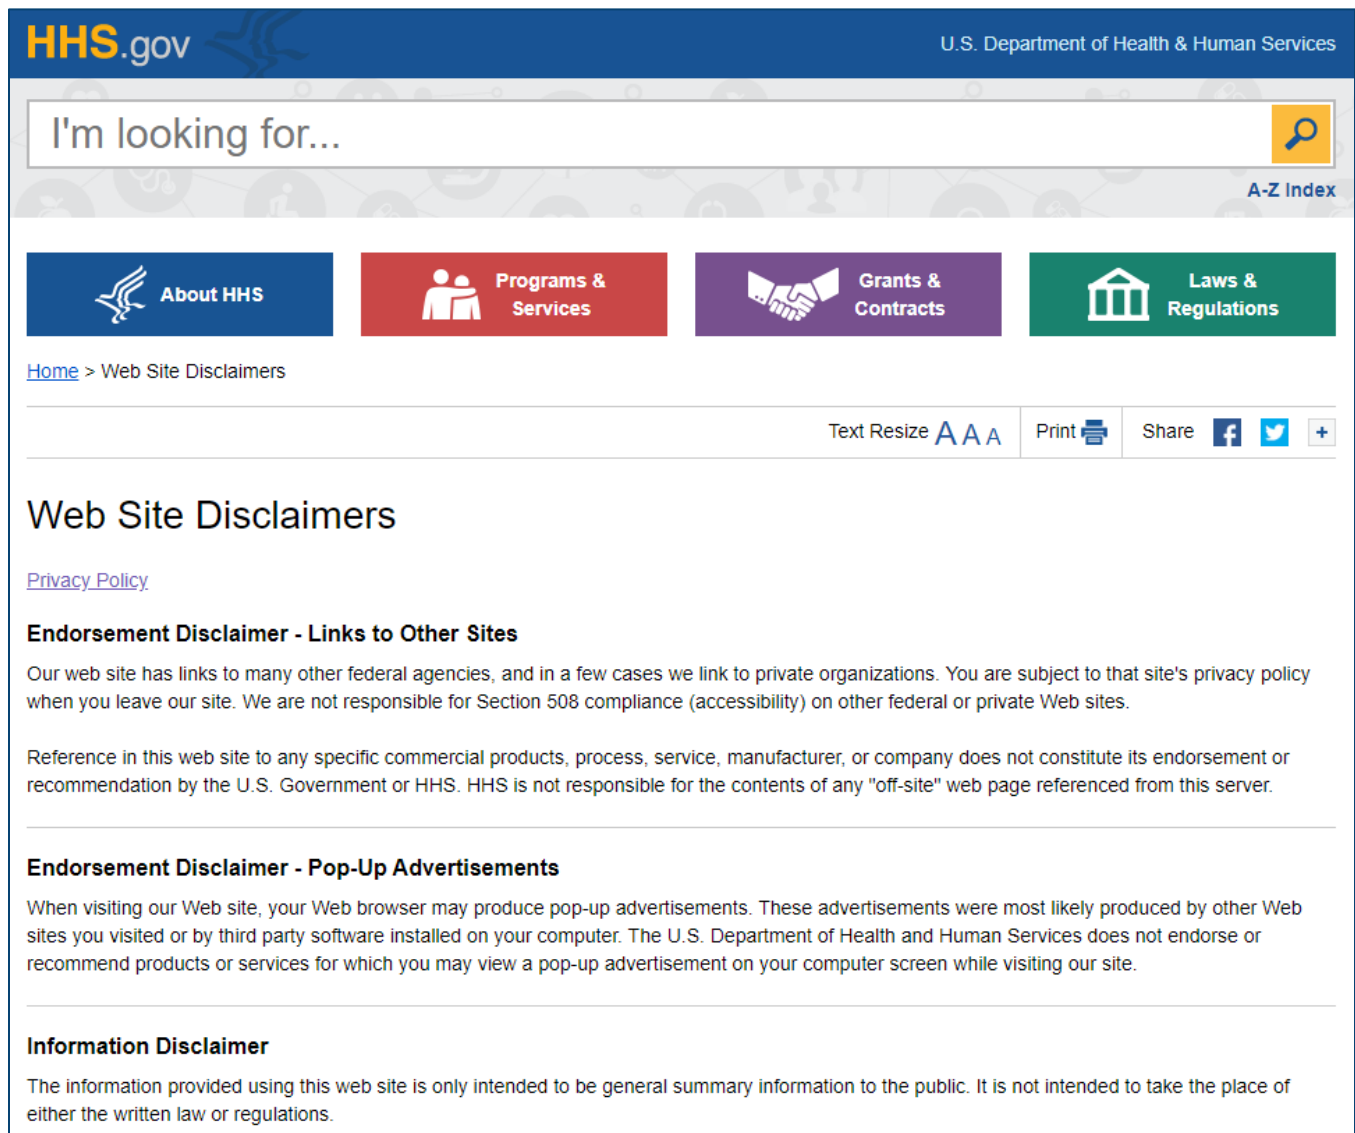 HHS.gov
U.S. Department of Health & Human Services
I'm looking for...
A-Z Index
About HHS
Programs &
Services
Grants &
Contracts
Laws &
Regulations
Home > Web Site Disclaimers
Text Resize A A A
Print
Share f +
Web Site Disclaimers
Privacy Policy
Endorsement Disclaimer - Links to Other Sites
Our web site has links to many other federal agencies, and in a few cases we link to private organizations. You are subject to that site's privacy policy
when you leave our site. We are not responsible for Section 508 compliance (accessibility) on other federal or private Web sites.
Reference in this web site to any specific commercial products, process, service, manufacturer, or company does not constitute its endorsement or
recommendation by the U.S. Government or HHS. HHS is not responsible for the contents of any "off-site" web page referenced from this server.
Endorsement Disclaimer - Pop-Up Advertisements
When visiting our Web site, your Web browser may produce pop-up advertisements. These advertisements were most likely produced by other Web
sites you visited or by third party software installed on your computer. The U.S. Department of Health and Human Services does not endorse or
recommend products or services for which you may view a pop-up advertisement on your computer screen while visiting our site.
Information Disclaimer
The information provided using this web site is only intended to be general summary information to the public. It is not intended to take the place of
either the written law or regulations.